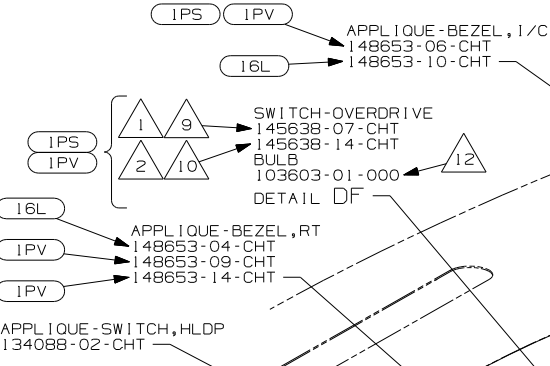 1PS 1PV
APPLIQUE-BEZEL,I/C
148653-06-CHT
16L 148653-10-CHT
SWITCH-OVERDRIVE
1 9 145638-07-CHT
1PS 145638-14-CHT
1PV 2 10 BULB 12
103603-01-000
DETAIL DF
16L
APPLIQUE-BEZEL,RT
148653-04-CHT
1PV 148653-09-CHT
148653-14-CHT
1PV
APPLIQUE-SWITCH,HLDP
134088-02-CHT